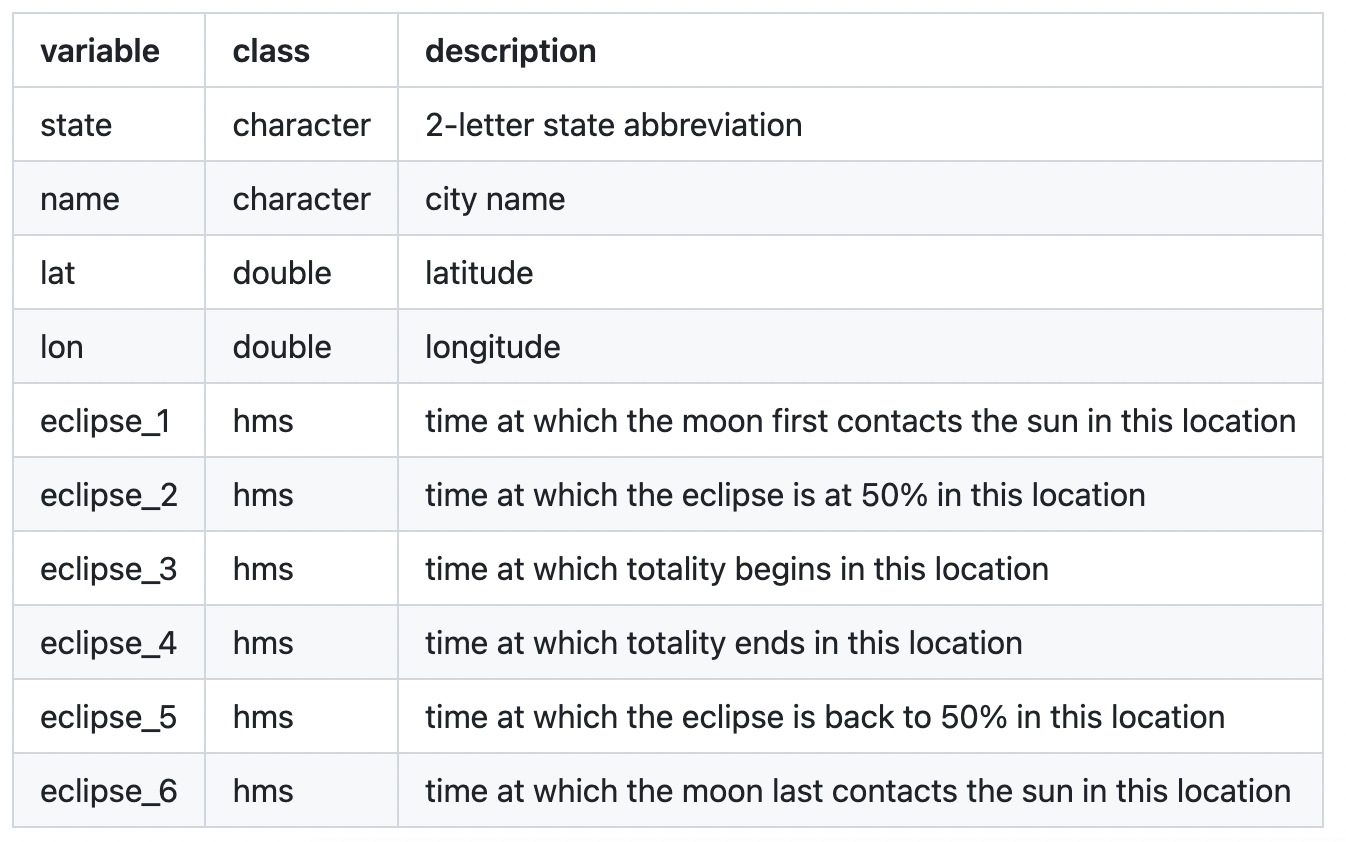 variable class description
state character 2-letter state abbreviation
name character city name
lat double latitude
lon double longitude
eclipse_1 hms time at which the moon first contacts the sun in this location
eclipse_2 hms time at which the eclipse is at 50% in this location
eclipse_3 hms time at which totality begins in this location
eclipse_4 hms time at which totality ends in this location
eclipse_5 hms time at which the eclipse is back to 50% in this location
eclipse_6 hms time at which the moon last contacts the sun in this location